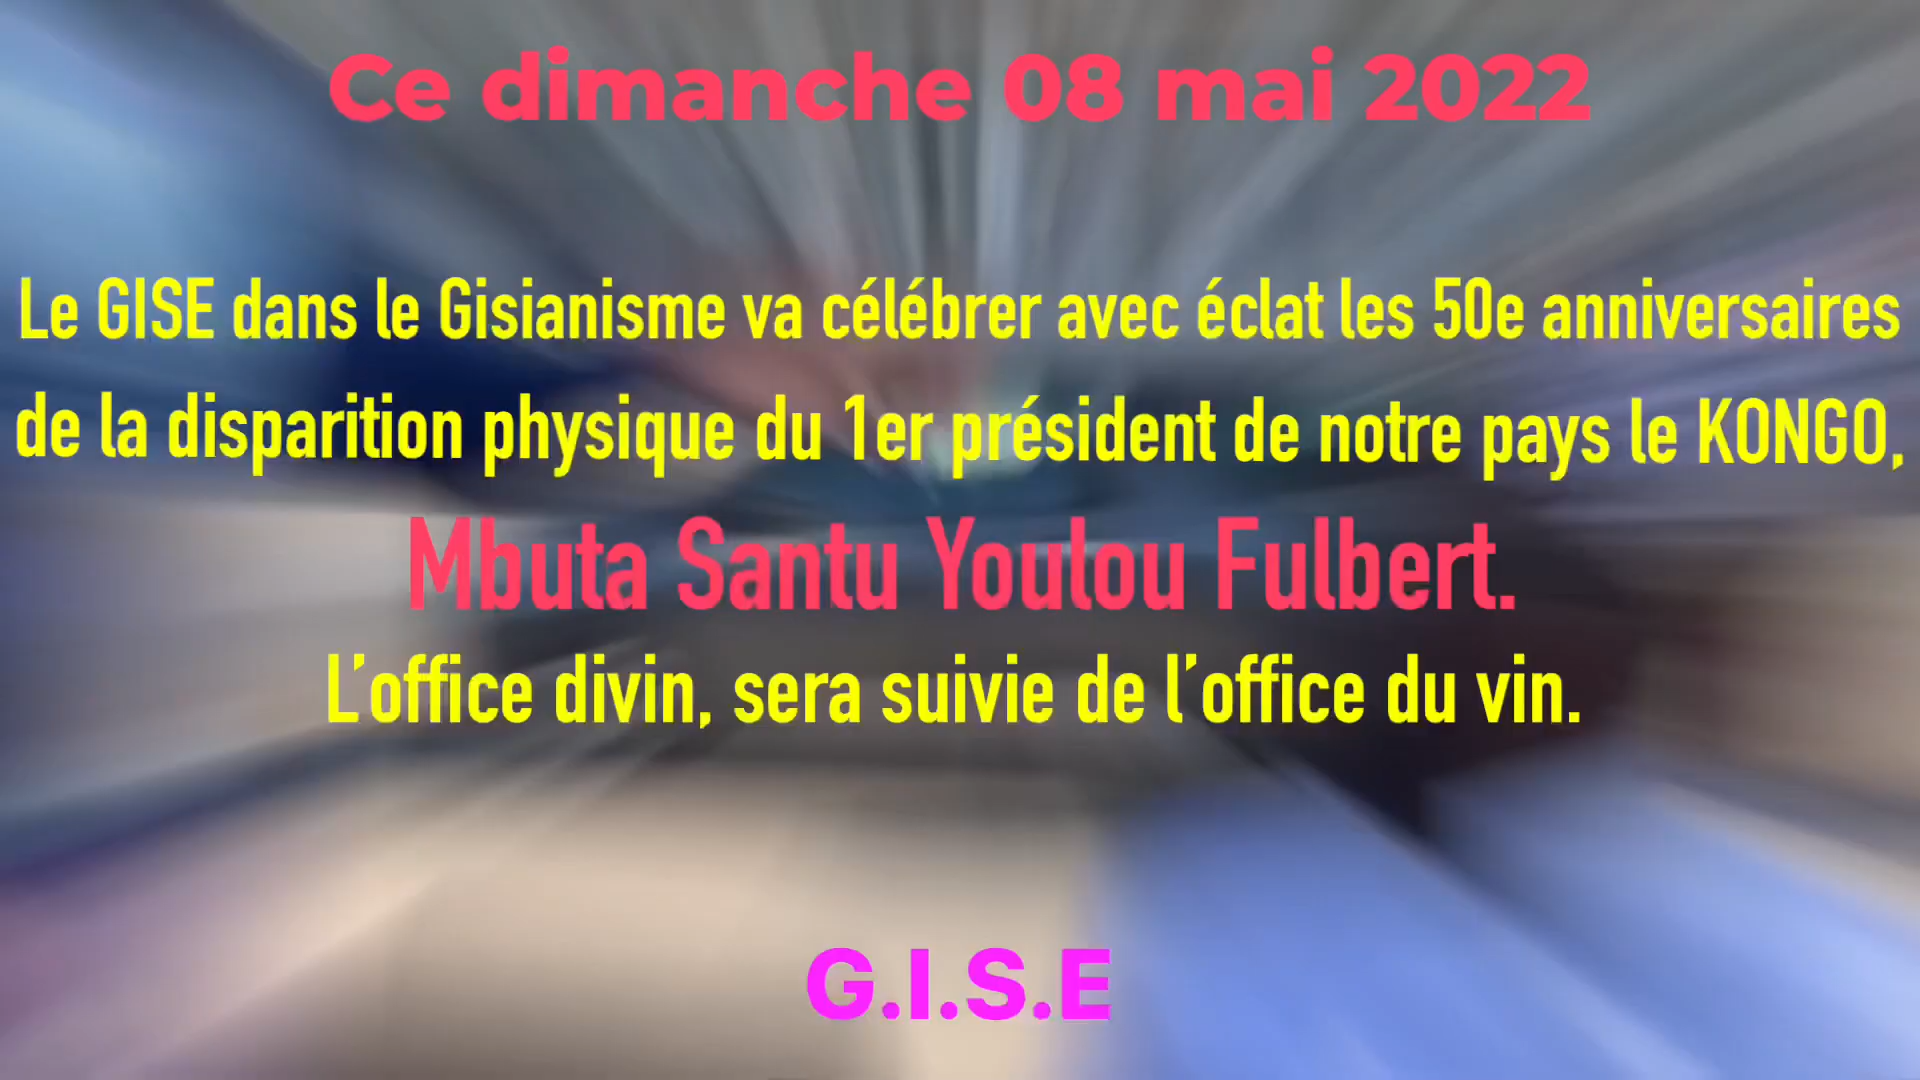 Ce dimanche 08 mai 2022
Le GISE dans le Gisianisme va célébrer avec éclat les 50e anniversaires
de la disparition physique du 1er président de notre pays le KONGO,
Mbuta Santu Youlou Fulbert.
L'office divin, sera suivie de l'office du vin.
G.I.S.E